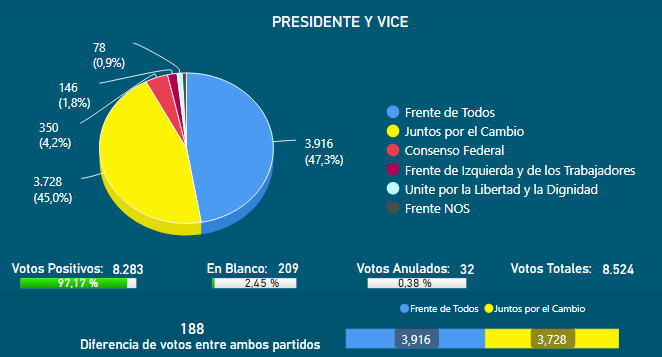 PRESIDENTE Y VICE
78
(0,9%)
146
(1,8%)
350
(4,2%)
3.728
(45,0%)
3.916
(47,3%)
Frente de Todos
Juntos por el Cambio
Consenso Federal
Frente de Izquierda y de los Trabajadores
Unite por la Libertad y la Dignidad
Frente NOS
Votos Positivos: 8.283
97,17 %
En Blanco: 209
2.45 %
Votos Anulados: 32
0.38 %
Votos Totales: 8.524
188
Diferencia de votos entre ambos partidos
Frente de Todos Juntos por el Cambio
3,916 3,728